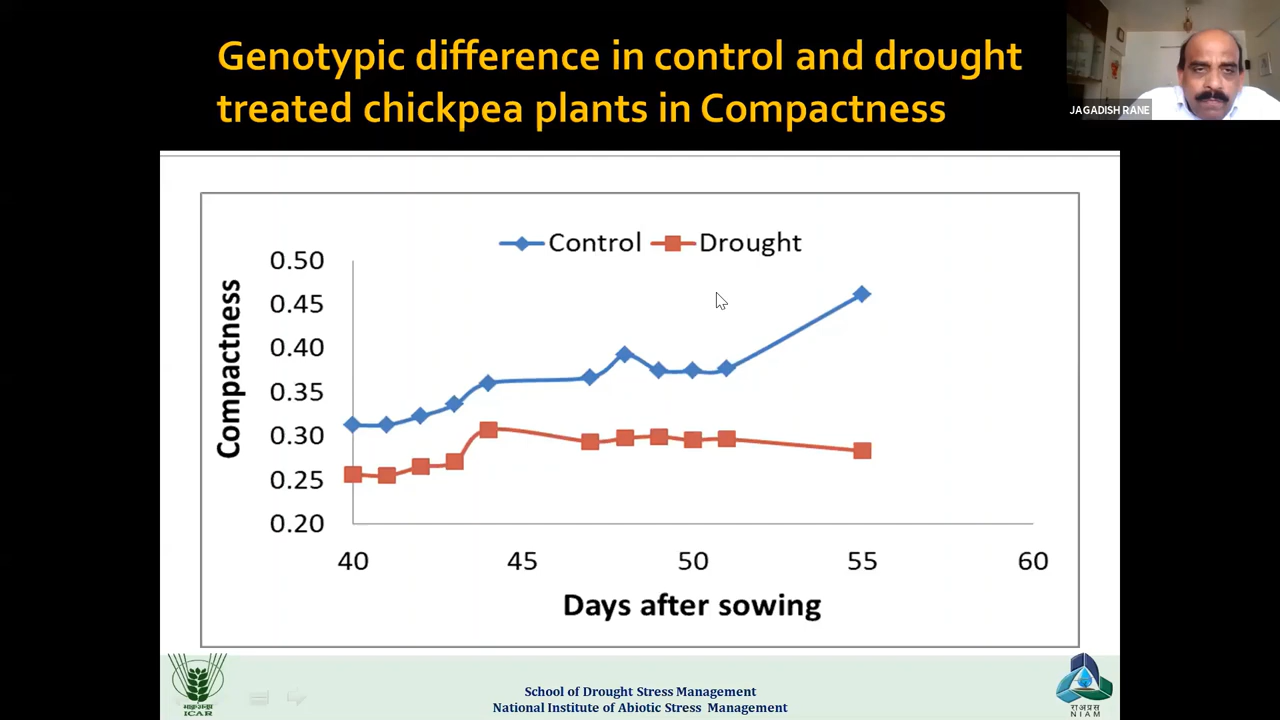 Genotypic difference in control and drought
treated chickpea plants in Compactness
JAGADISH RANE
Control Drought
Compactness
0.50
0.45
0.40
0.35
0.30
0.25
0.20
40 45 50 55 60
Days after sowing
School of Drought Stress Management
National Institute of Abiotic Stress Management
ICAR
NIAM